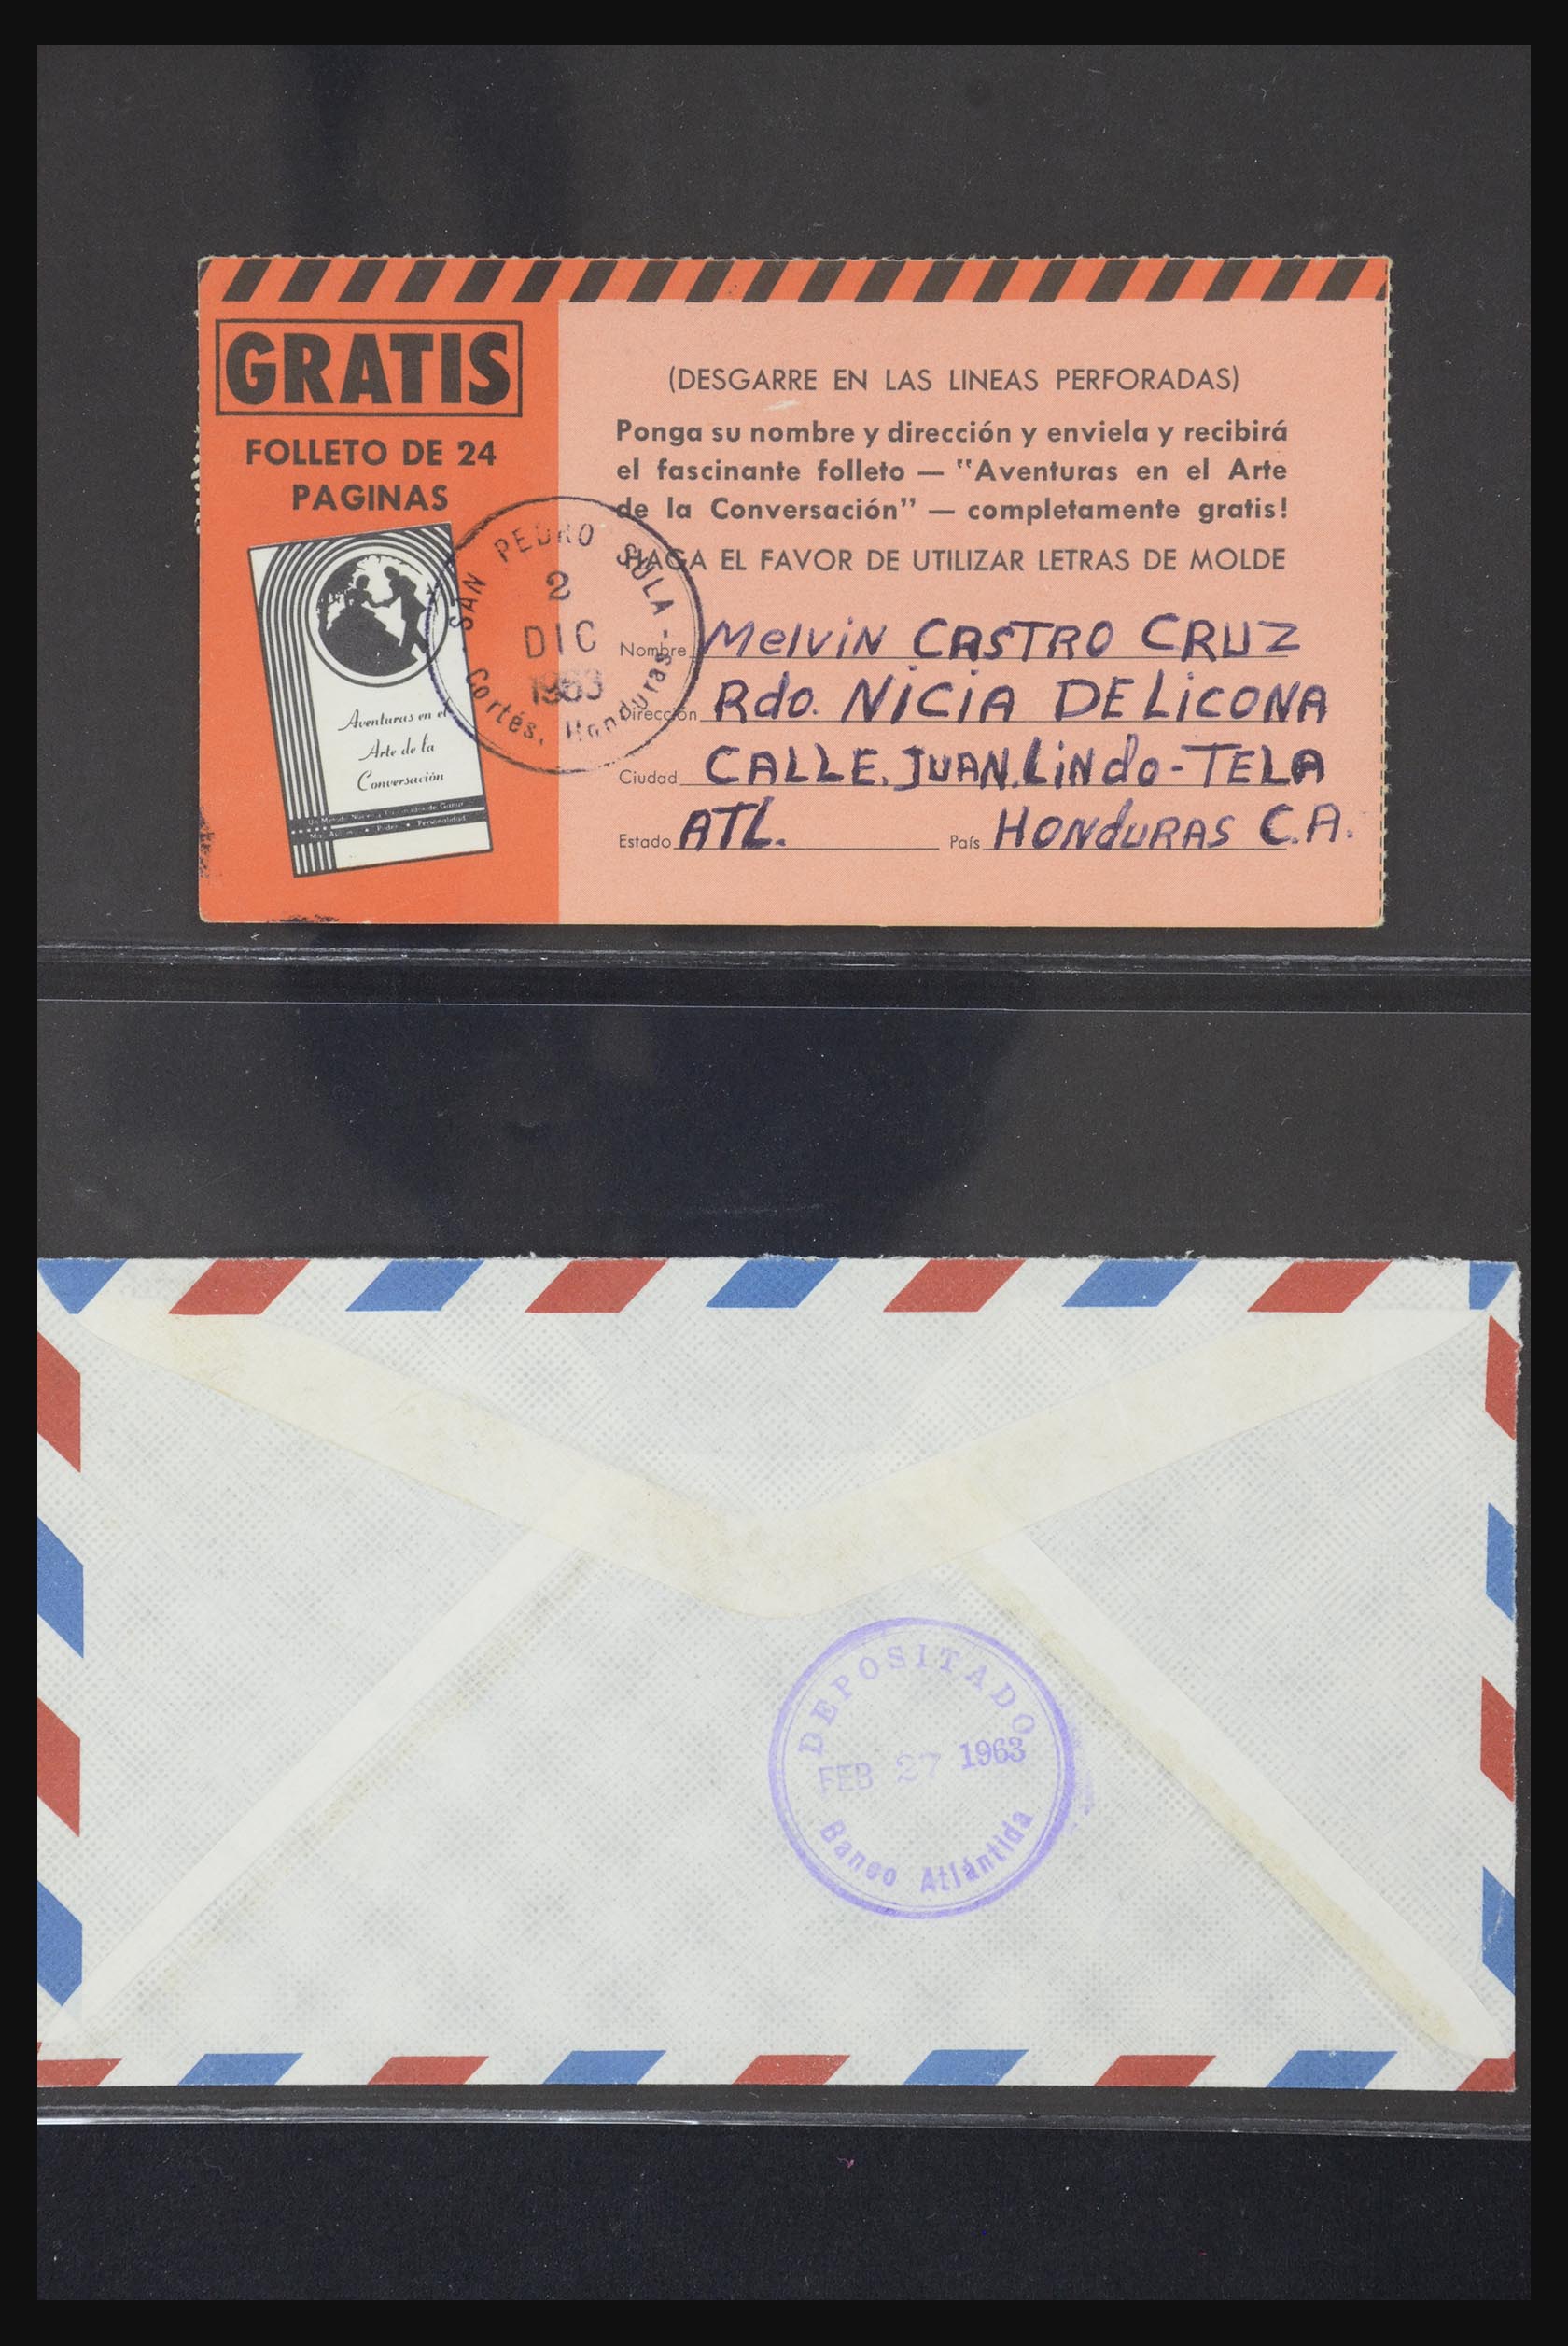 GRATIS
FOLLETO DE 24
PAGINAS
Aventuras en el
Arte de la
Conversación
Poder • Personalidad
(DESGARRE EN LAS LINEAS PERFORADAS)
Ponga su nombre y dirección y enviela y recibirá
el fascinante folleto — "Aventuras en el Arte
de la Conversación" — completamente gratis!
HAGA EL FAVOR DE UTILIZAR LETRAS DE MOLDE
Nombre MelviN CASTRO CRUZ
Dirección Rdo. NiCiA DE LiCONA
Ciudad CALLE. JUAN. LiNdo - TELA
Estado ATL. País HONdURAS C.A.
SAN PEDRO SULA
2
DIC
1963
Cortés, Honduras
DEPOSITADO
FEB 27 1963
Banco Atlántida